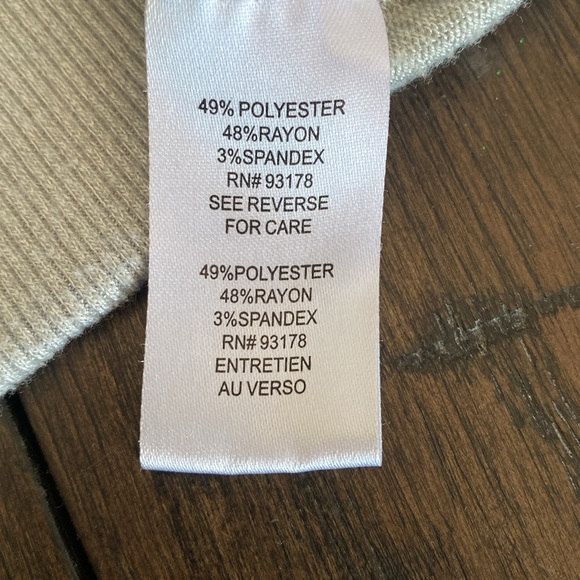 49% POLYESTER
48%RAYON
3%SPANDEX
RN# 93178
SEE REVERSE
FOR CARE
49%POLYESTER
48%RAYON
3%SPANDEX
RN# 93178
ENTRETIEN
AU VERSO